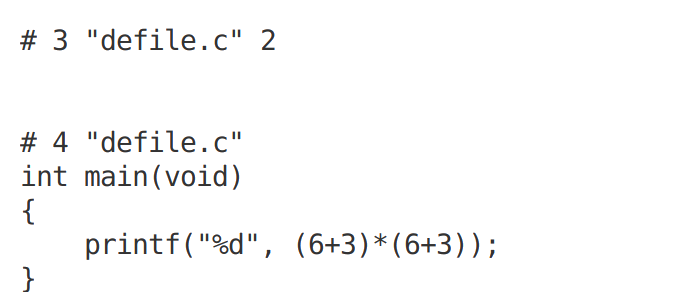 # 3 "defile.c" 2
# 4 "defile.c"
int main(void)
{
    printf("%d", (6+3)*(6+3));
}